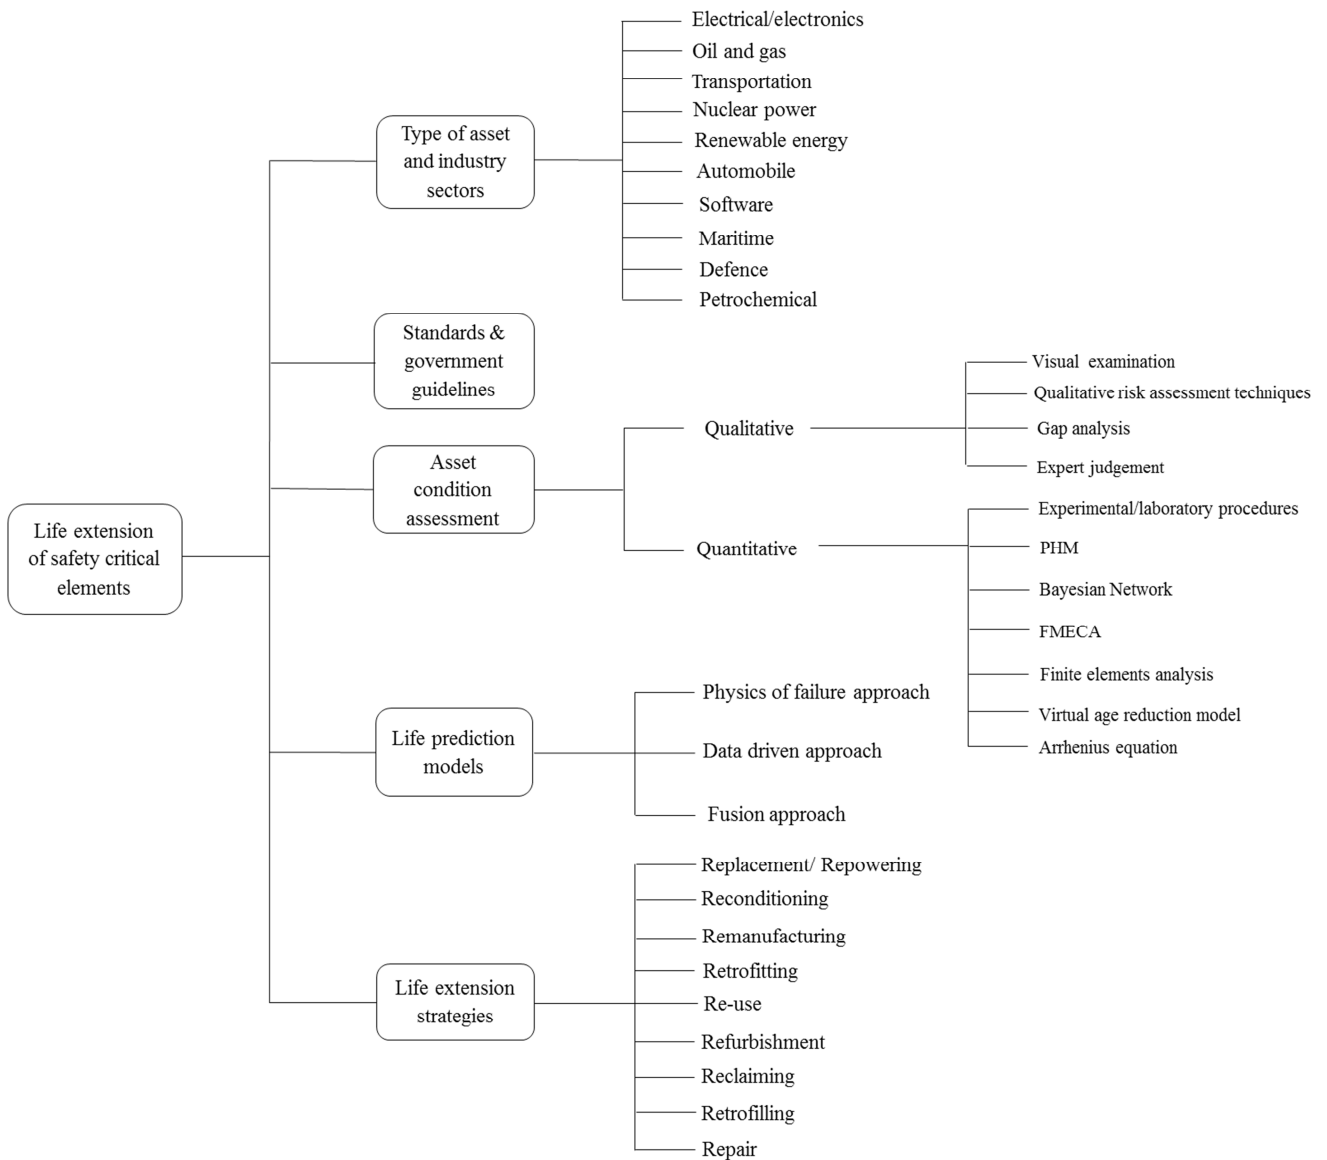 Life extension
of safety critical
elements
Type of asset
and industry
sectors
Electrical/electronics
Oil and gas
Transportation
Nuclear power
Renewable energy
Automobile
Software
Maritime
Defence
Petrochemical
Standards &
government
guidelines
Asset
condition
assessment
Qualitative
Visual examination
Qualitative risk assessment techniques
Gap analysis
Expert judgement
Quantitative
Experimental/laboratory procedures
PHM
Bayesian Network
FMECA
Finite elements analysis
Virtual age reduction model
Arrhenius equation
Life prediction
models
Physics of failure approach
Data driven approach
Fusion approach
Life extension
strategies
Replacement/ Repowering
Reconditioning
Remanufacturing
Retrofitting
Re-use
Refurbishment
Reclaiming
Retrofilling
Repair